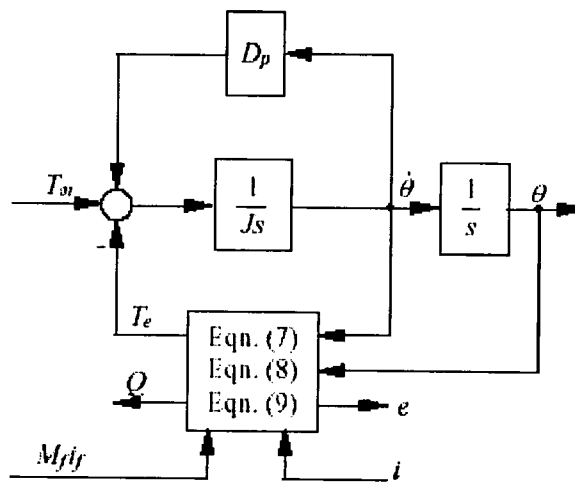 D_p
T_m
1
Js
θ̇
1
s
θ
-
T_e
Eqn. (7)
Eqn. (8)
Eqn. (9)
Q
e
M_f i_f
i